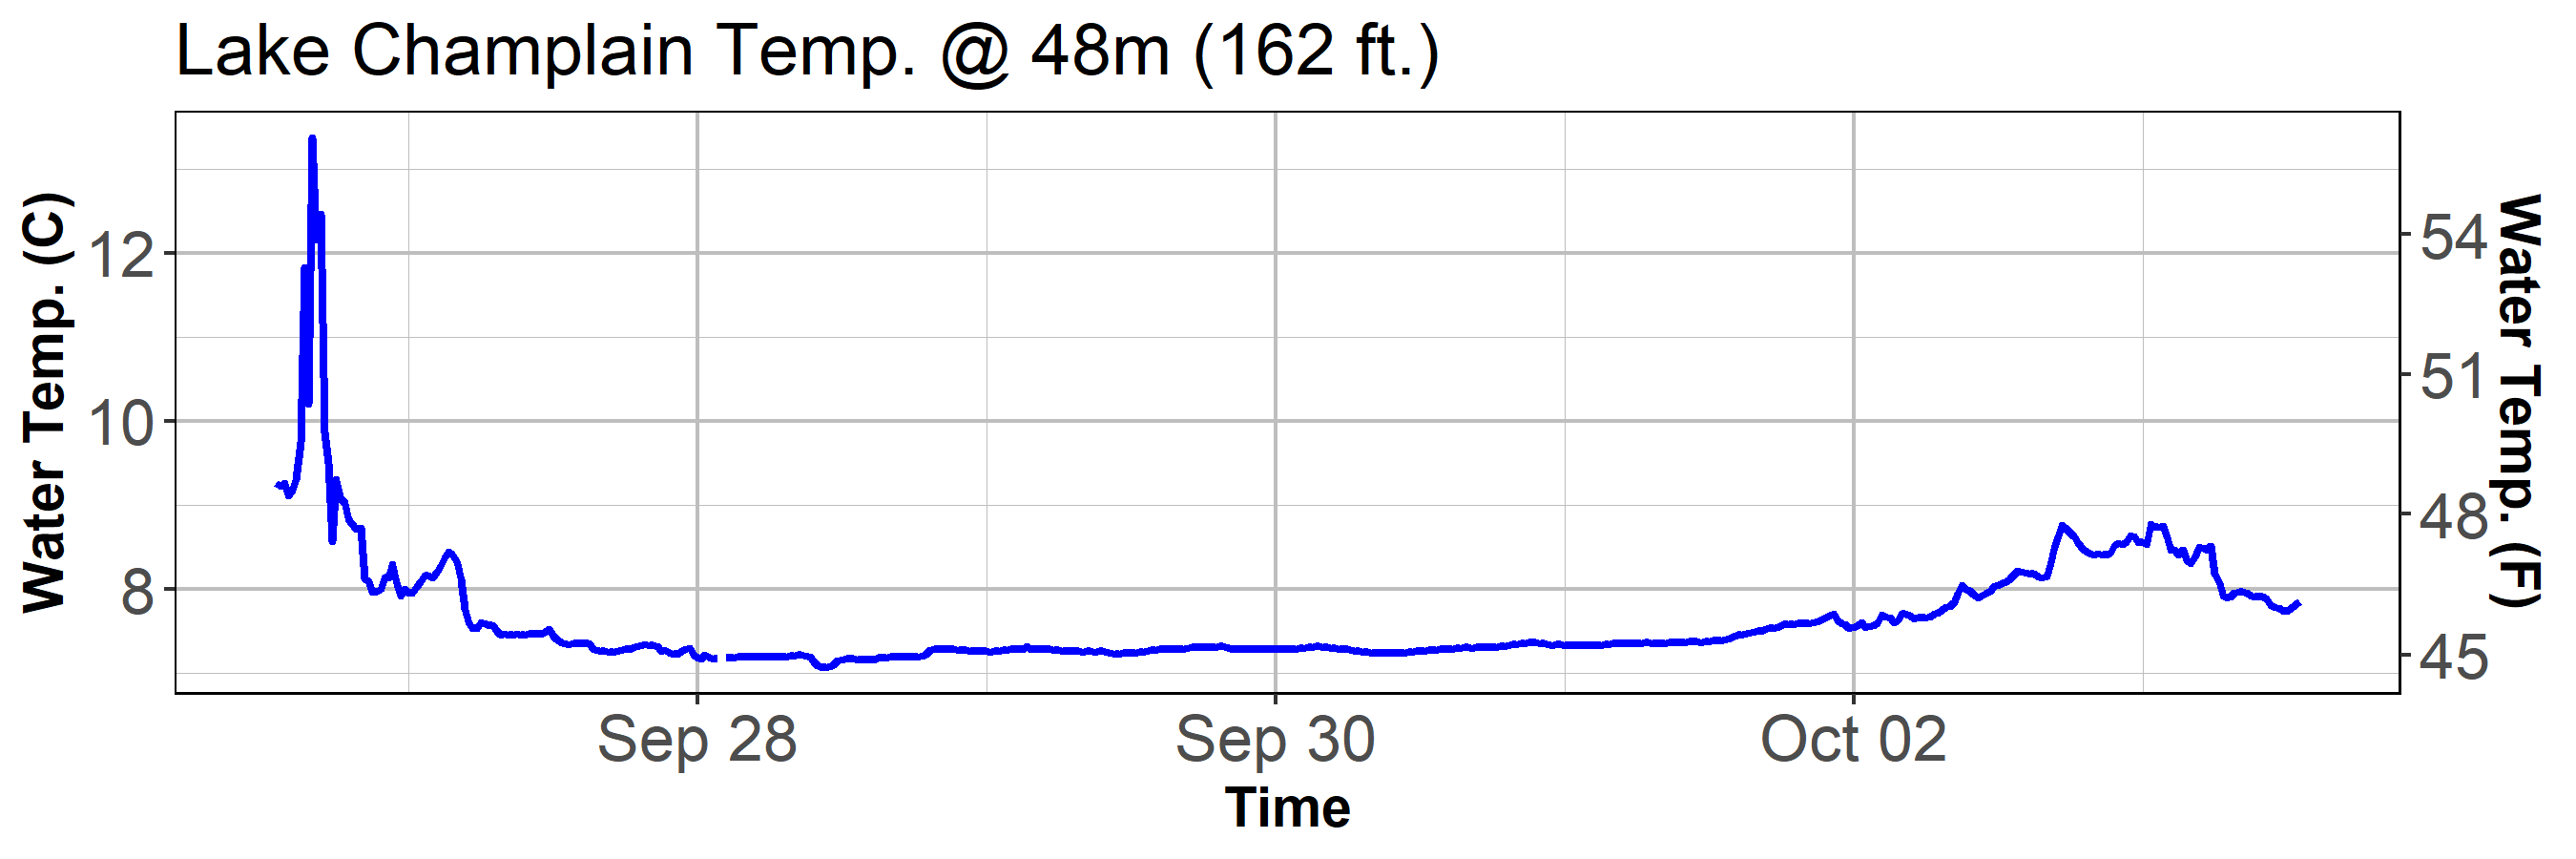 Lake Champlain Temp. @ 48m (162 ft.)
Water Temp. (C)
12
10
8
54
51
48
45
Water Temp. (F)
Sep 28
Sep 30
Oct 02
Time